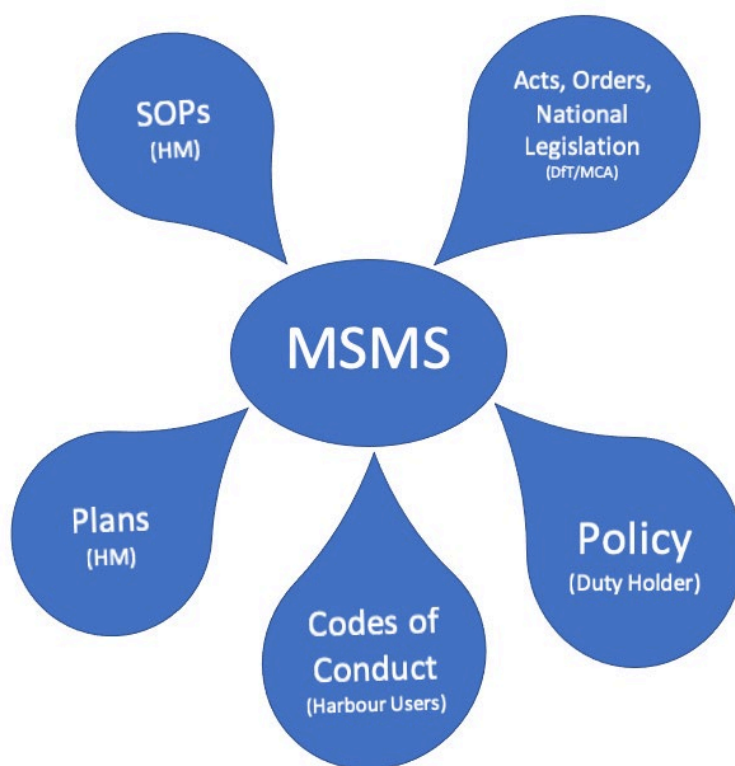 SOPs
(HM)
Acts, Orders,
National
Legislation
(DfT/MCA)
MSMS
Plans
(HM)
Codes of
Conduct
(Harbour Users)
Policy
(Duty Holder)